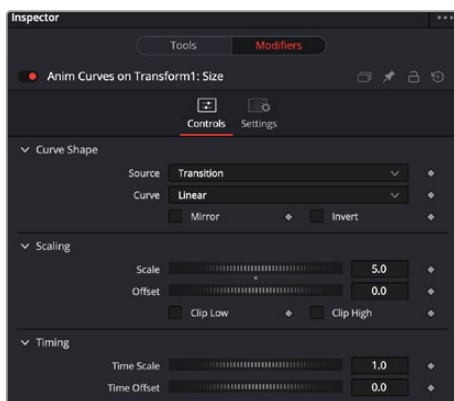 Inspector
Tools Modifiers
Anim Curves on Transform1: Size
Controls Settings
Curve Shape
Source Transition
Curve Linear
Mirror Invert
Scaling
Scale 5.0
Offset 0.0
Clip Low Clip High
Timing
Time Scale 1.0
Time Offset 0.0